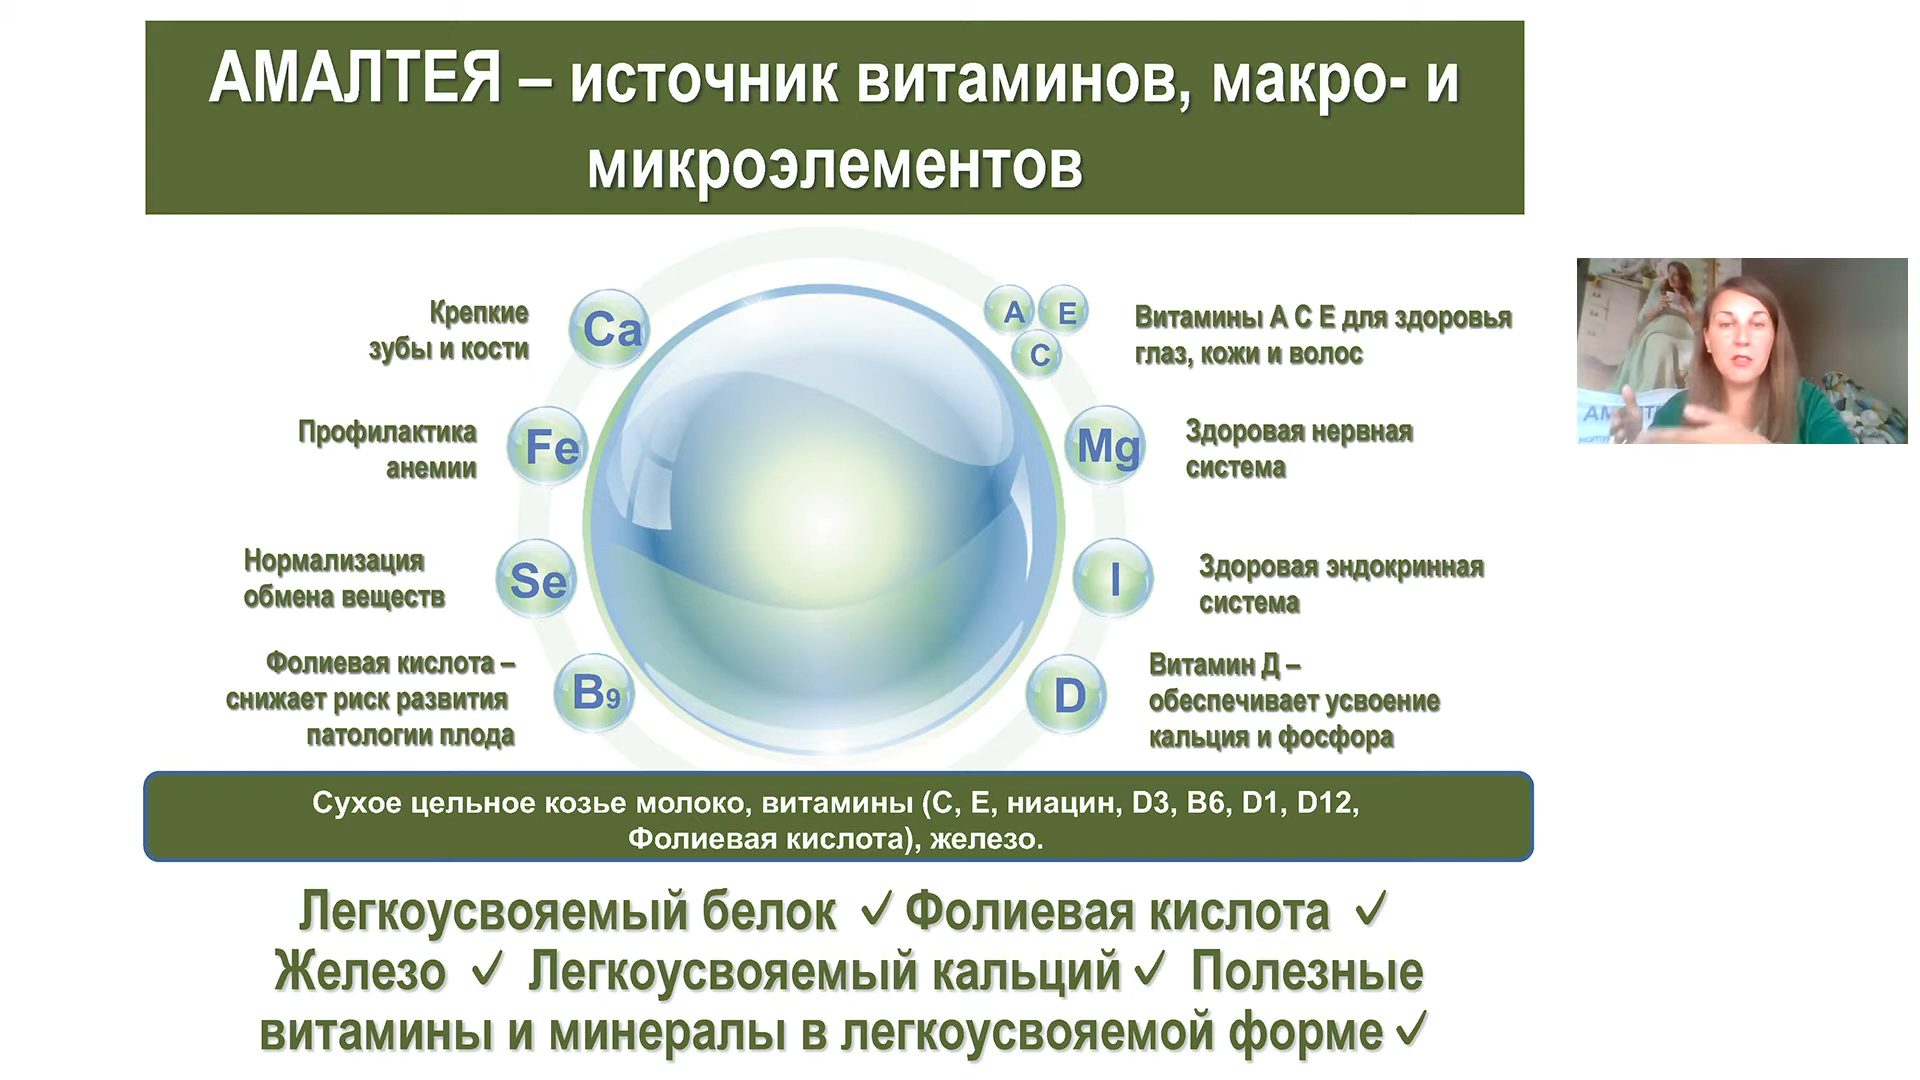 АМАЛТЕЯ – источник витаминов, макро- и
микроэлементов
Крепкие
зубы и кости
Ca
Профилактика
анемии
Fe
Нормализация
обмена веществ
Se
Фолиевая кислота –
снижает риск развития
патологии плода
B9
A E
C
Витамины А С Е для здоровья
глаз, кожи и волос
Mg
Здоровая нервная
система
I
Здоровая эндокринная
система
D
Витамин Д –
обеспечивает усвоение
кальция и фосфора
Сухое цельное козье молоко, витамины (С, Е, ниацин, D3, В6, D1, D12,
Фолиевая кислота), железо.
Легкоусвояемый белок ✓ Фолиевая кислота ✓
Железо ✓ Легкоусвояемый кальций ✓ Полезные
витамины и минералы в легкоусвояемой форме ✓